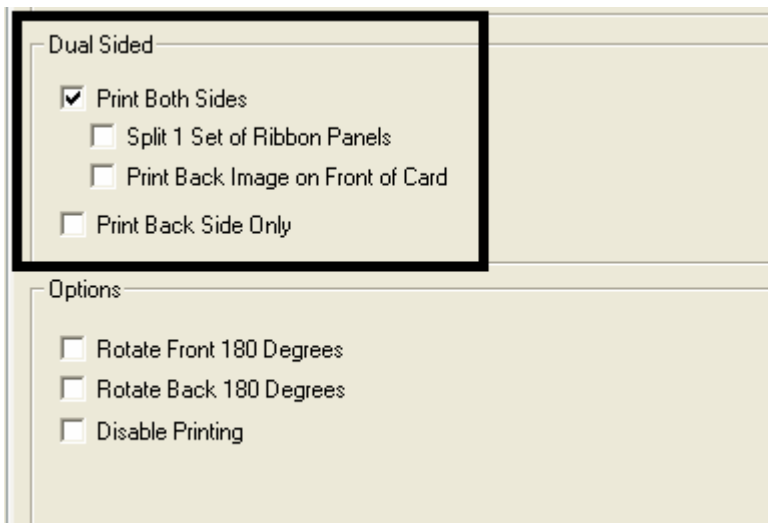 Dual Sided
Print Both Sides
Split 1 Set of Ribbon Panels
Print Back Image on Front of Card
Print Back Side Only
Options
Rotate Front 180 Degrees
Rotate Back 180 Degrees
Disable Printing